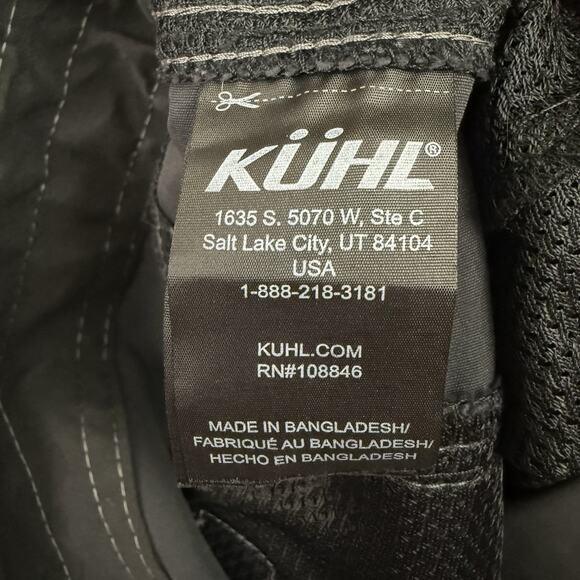 KÜHL®
1635 S. 5070 W, Ste C
Salt Lake City, UT 84104
USA
1-888-218-3181
KUHL.COM
RN#108846
MADE IN BANGLADESH/
FABRIQUÉ AU BANGLADESH/
HECHO EN BANGLADESH